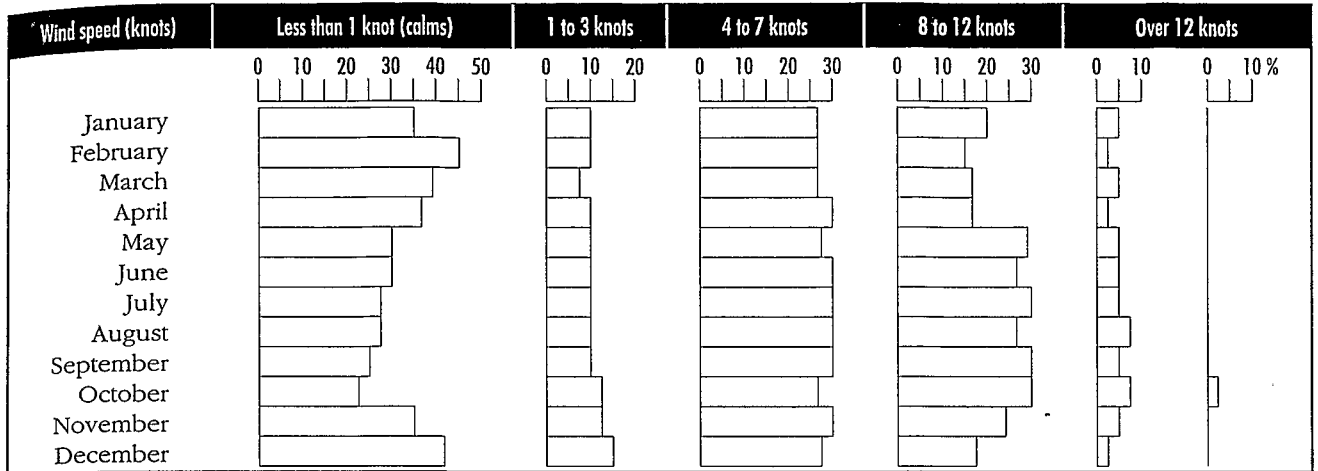 Wind speed (knots) Less than 1 knot (calms) 1 to 3 knots 4 to 7 knots 8 to 12 knots Over 12 knots
0 10 20 30 40 50 0 10 20 0 10 20 30 0 10 20 30 0 10 0 10 %
January
February
March
April
May
June
July
August
September
October
November
December